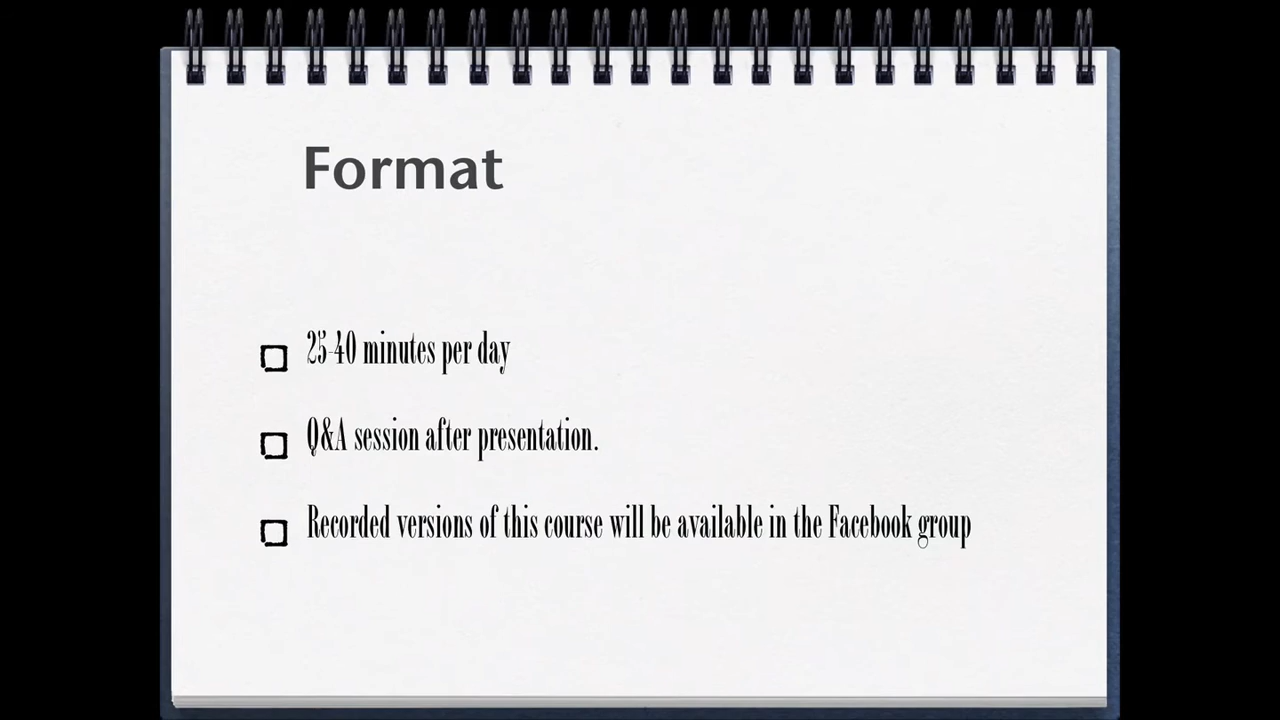 Format
25-40 minutes per day
Q&A session after presentation.
Recorded versions of this course will be available in the Facebook group